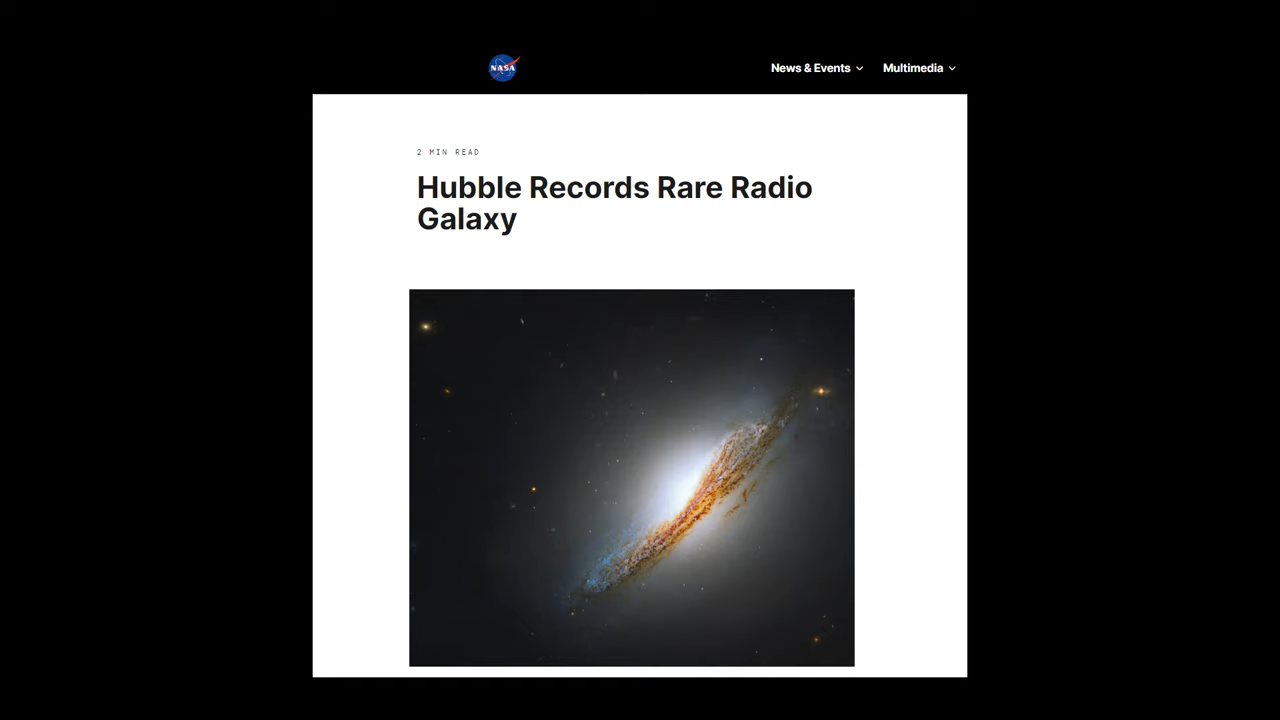 NASA
News & Events
Multimedia
2 MIN READ
Hubble Records Rare Radio
Galaxy